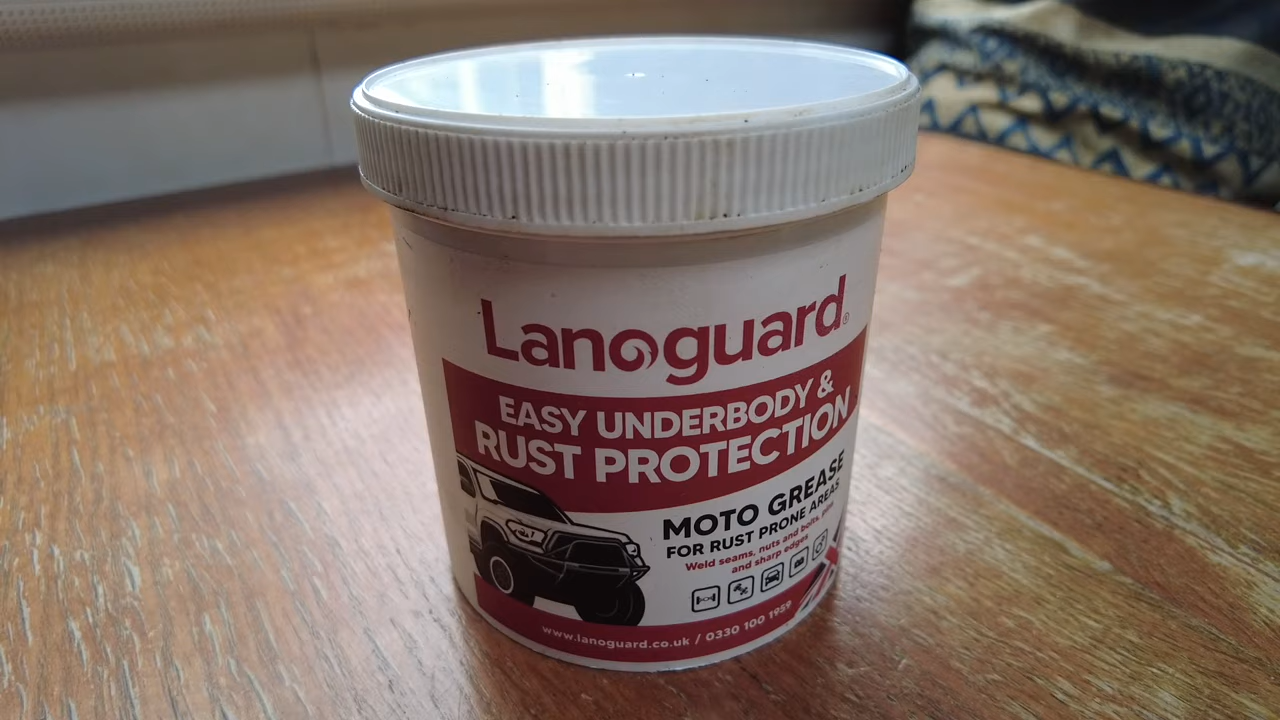 Lanoguard®
EASY UNDERBODY &
RUST PROTECTION
MOTO GREASE
FOR RUST PRONE AREAS
Weld seams, nuts and bolts,
and sharp edges
www.lanoguard.co.uk / 0330 100 1959